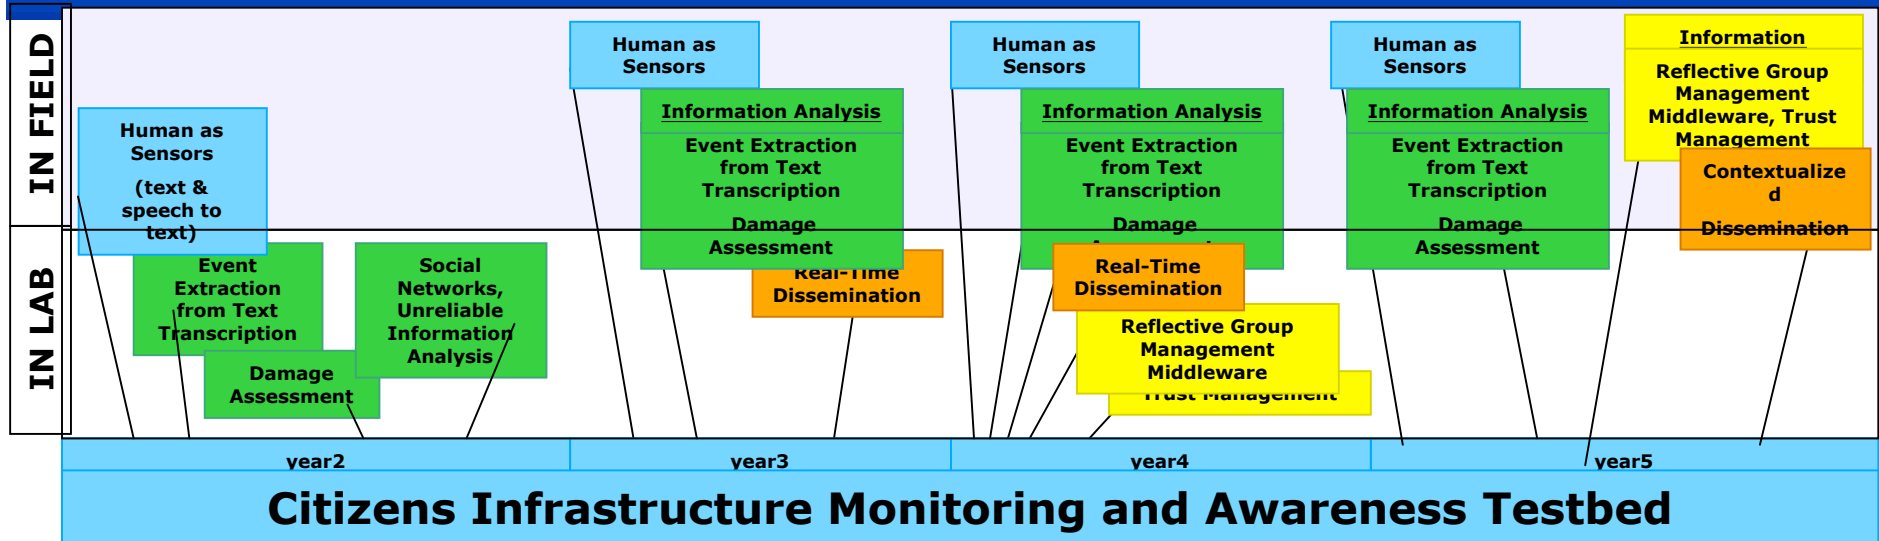 IN FIELD
IN LAB
Human as
Sensors
(text &
speech to
text)
Event
Extraction
from Text
Transcription
Damage
Assessment
Social
Networks,
Unreliable
Information
Analysis
Human as
Sensors
Information Analysis
Event Extraction
from Text
Transcription
Damage
Assessment
Real-Time
Dissemination
Human as
Sensors
Information Analysis
Event Extraction
from Text
Transcription
Damage
Real-Time
Dissemination
Reflective Group
Management
Middleware
Trust Management
Human as
Sensors
Information Analysis
Event Extraction
from Text
Transcription
Damage
Assessment
Information
Reflective Group
Management
Middleware, Trust
Management
Contextualize
d
Dissemination
year2
year3
year4
year5
Citizens Infrastructure Monitoring and Awareness Testbed